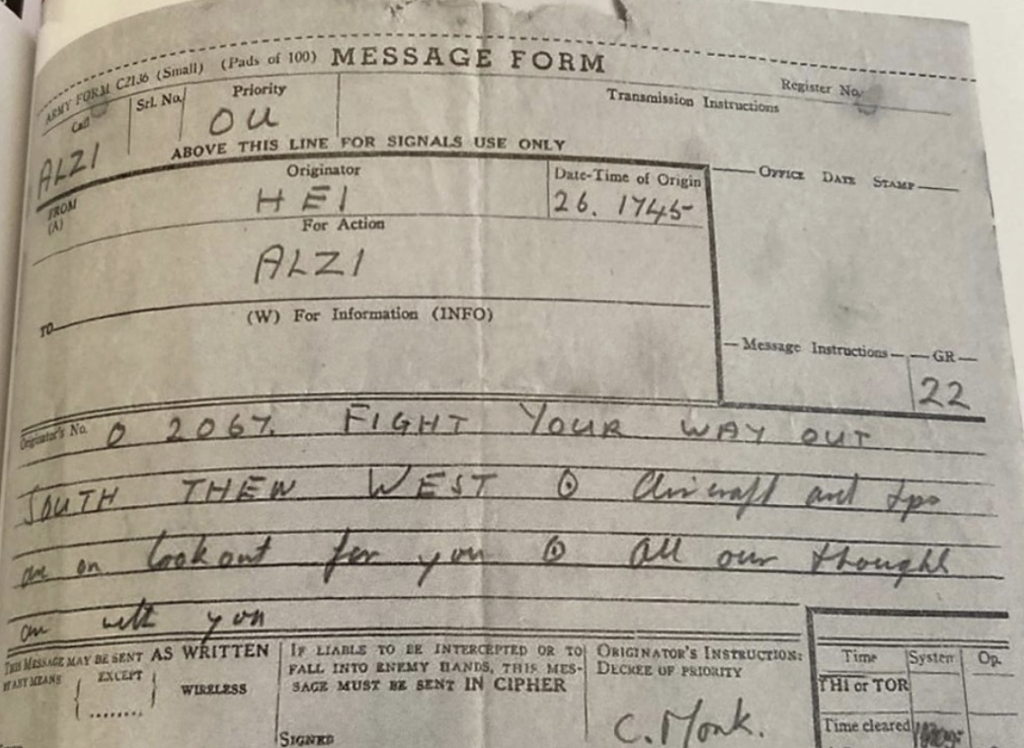 ARMY FORM C2136 (Small) (Pads of 100) MESSAGE FORM
Register No.
Call Srl. No. Priority Transmission Instructions
ALZI OU
ABOVE THIS LINE FOR SIGNALS USE ONLY
FROM (A) Originator Date-Time of Origin OFFICE DATE STAMP
HEI 26. 1745
For Action
ALZI
TO
(W) For Information (INFO)
Message Instructions GR
22
Originator's No. O 2067. FIGHT YOUR WAY OUT
SOUTH THEN WEST ⊙ Aircraft and tps
are on lookout for you ⊙ All our thoughts
are with you
THIS MESSAGE MAY BE SENT AS WRITTEN IF LIABLE TO BE INTERCEPTED OR TO ORIGINATOR'S INSTRUCTION:
BY ANY MEANS EXCEPT WIRELESS FALL INTO ENEMY HANDS, THIS MES- DEGREE OF PRIORITY
SAGE MUST BE SENT IN CIPHER
Time System Op.
THI or TOR
C. Monk.
Time cleared
SIGNED